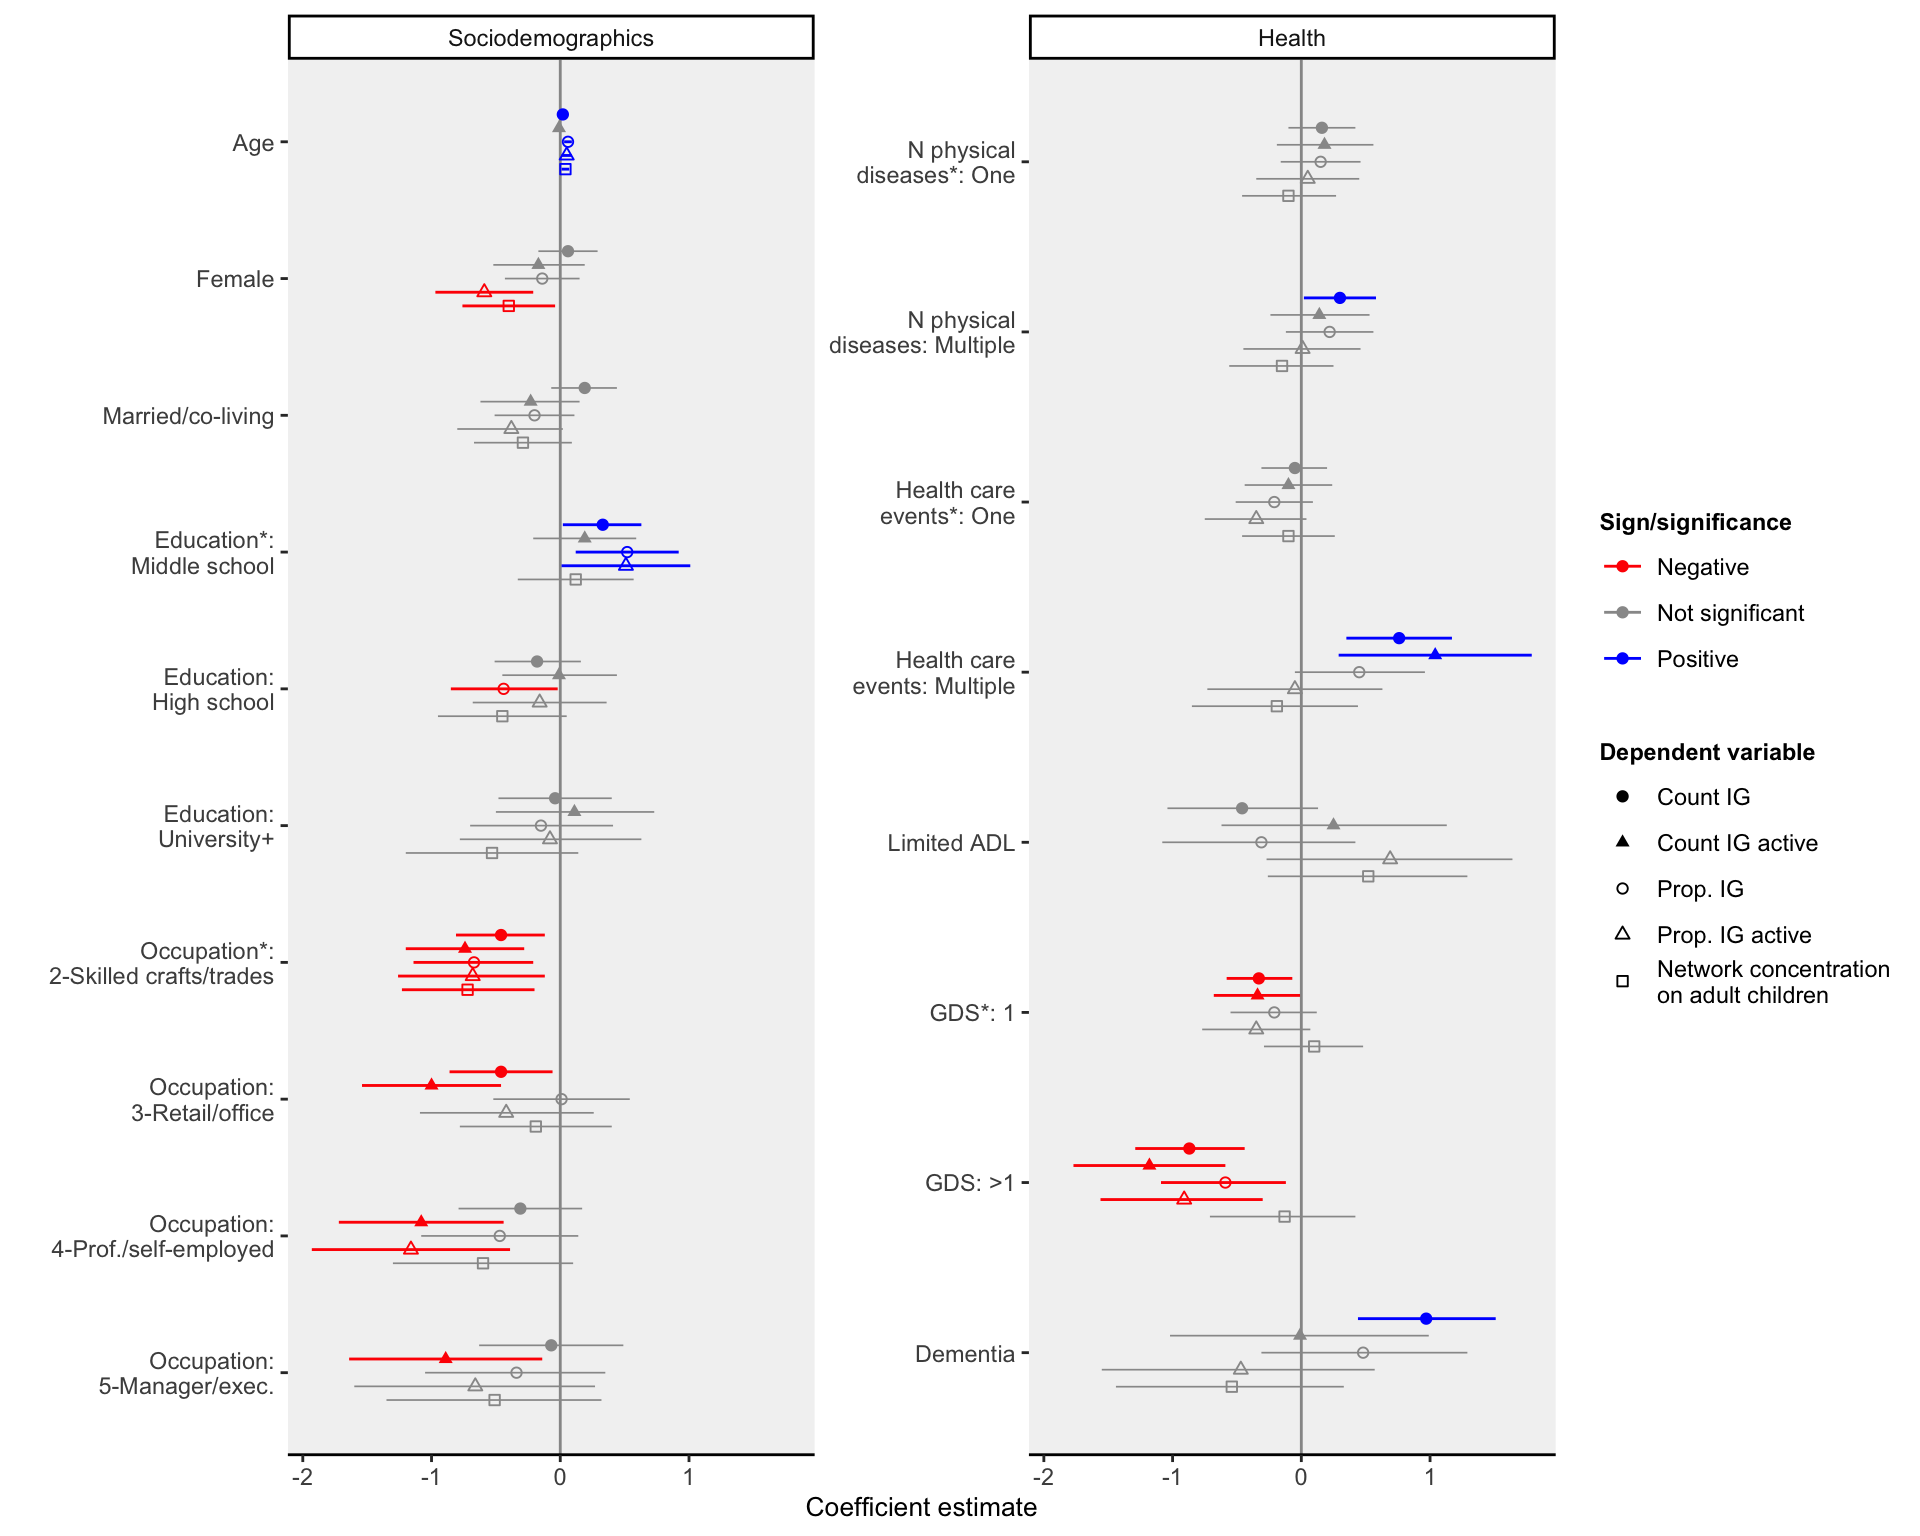 Sociodemographics
Age
Female
Married/co-living
Education*:
Middle school
Education:
High school
Education:
University+
Occupation*:
2-Skilled crafts/trades
Occupation:
3-Retail/office
Occupation:
4-Prof./self-employed
Occupation:
5-Manager/exec.
-2 -1 0 1
Health
N physical
diseases*: One
N physical
diseases: Multiple
Health care
events*: One
Health care
events: Multiple
Limited ADL
GDS*: 1
GDS: >1
Dementia
-2 -1 0 1
Coefficient estimate
Sign/significance
Negative
Not significant
Positive
Dependent variable
Count IG
Count IG active
Prop. IG
Prop. IG active
Network concentration
on adult children